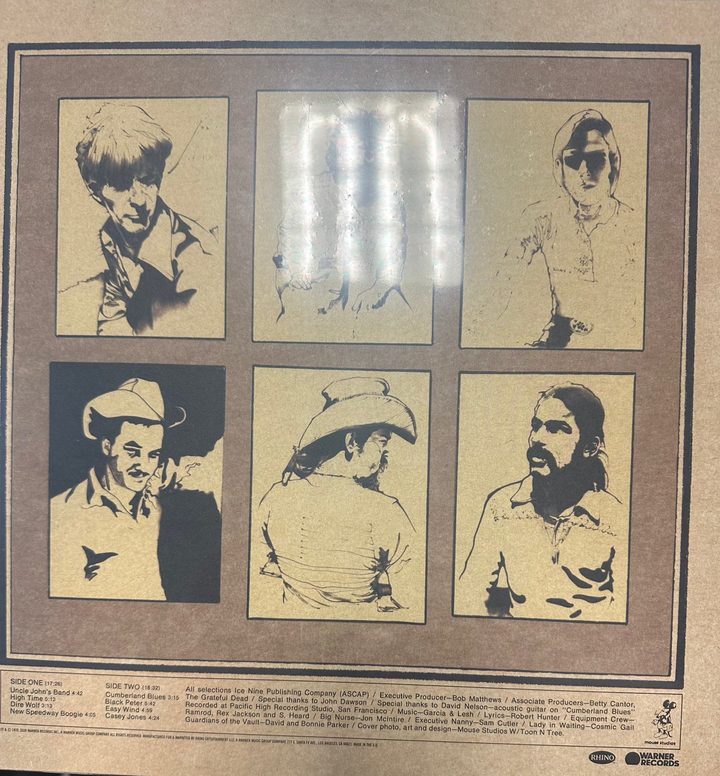 SIDE ONE (17:26)
Uncle John's Band 4:42
High Time 5:13
Dire Wolf 3:13
New Speedway Boogie 4:05
SIDE TWO (18:22)
Cumberland Blues 3:15
Black Peter 5:42
Easy Wind 4:59
Casey Jones 4:24
All selections Ice Nine Publishing Company (ASCAP) / Executive Producer—Bob Matthews / Associate Producers—Betty Cantor,
The Grateful Dead / Special thanks to John Dawson / Special thanks to David Nelson—acoustic guitar on "Cumberland Blues"
Recorded at Pacific High Recording Studio, San Francisco / Music—Garcia & Lesh / Lyrics—Robert Hunter / Equipment Crew—
Ramrod, Rex Jackson and S. Heard / Big Nurse—Jon McIntire / Executive Nanny—Sam Cutler / Lady in Waiting—Cosmic Gail
Guardians of the Vault—David and Bonnie Parker / Cover photo, art and design—Mouse Studios W/Toon N Tree.
mouse studios
RHINO
WARNER
RECORDS